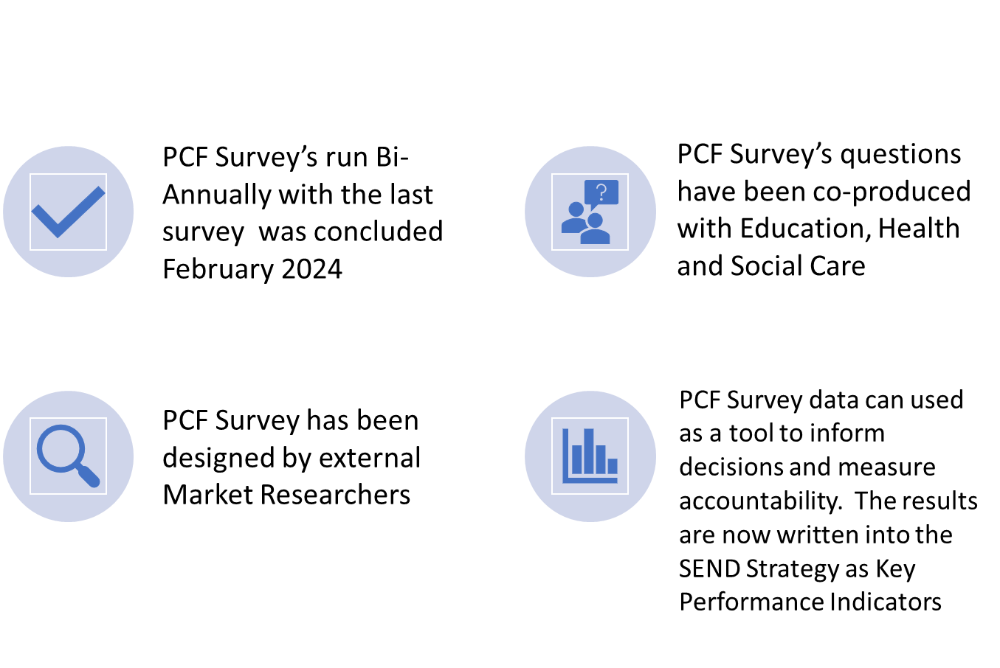 PCF Survey’s run Bi-
Annually with the last
survey  was concluded
February 2024
PCF Survey’s questions
have been co-produced
with Education, Health
and Social Care
?
PCF Survey has been
designed by external
Market Researchers
PCF Survey data can used
as a tool to inform
decisions and measure
accountability.  The results
are now written into the
SEND Strategy as Key
Performance Indicators